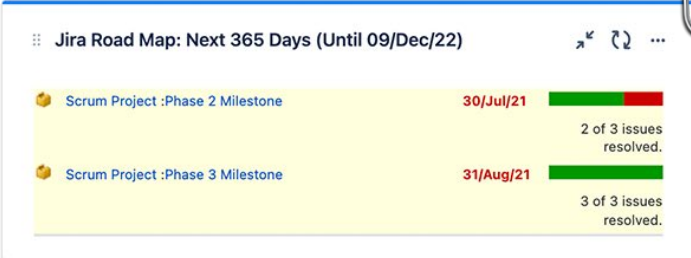 Jira Road Map: Next 365 Days (Until 09/Dec/22)
Scrum Project :Phase 2 Milestone 30/Jul/21
2 of 3 issues
resolved.
Scrum Project :Phase 3 Milestone 31/Aug/21
3 of 3 issues
resolved.